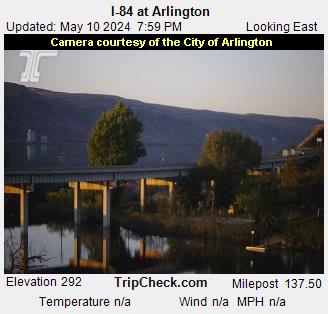 I-84 at Arlington
Updated: May 10 2024 7:59 PM Looking East
Camera courtesy of the City of Arlington
Elevation 292 TripCheck.com Milepost 137.50
Temperature n/a Wind n/a MPH n/a